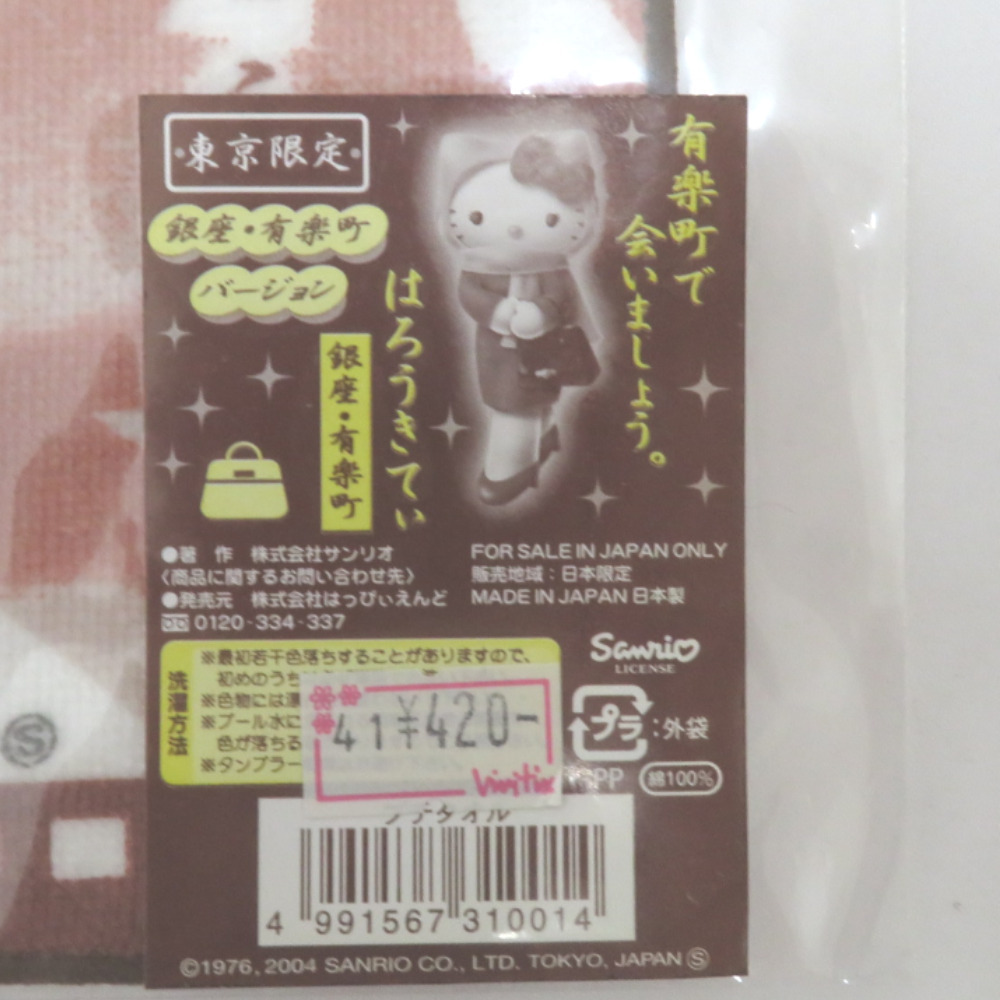 東京限定
銀座・有楽町
バージョン
有楽町で
会いましょう。
はろうきてぃ
銀座・有楽町
●著 作 株式会社サンリオ
〈商品に関するお問い合わせ先〉
●発売元 株式会社はっぴぃえんど
0120-334-337
FOR SALE IN JAPAN ONLY
販売地域:日本限定
MADE IN JAPAN 日本製
Sanrio
LICENSE
洗濯方法
※最初若干色落ちすることがありますので、
初めのうち
※色物には漂
※プール水に
色が落ちる
※タンブラー
41 ¥420-
プラ:外袋
PP
綿100%
プチタオル
4 991567 310014
©1976, 2004 SANRIO CO., LTD. TOKYO, JAPAN Ⓢ
Ⓢ